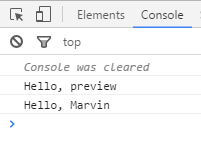 Elements Console
top
Console was cleared
Hello, preview
Hello, Marvin